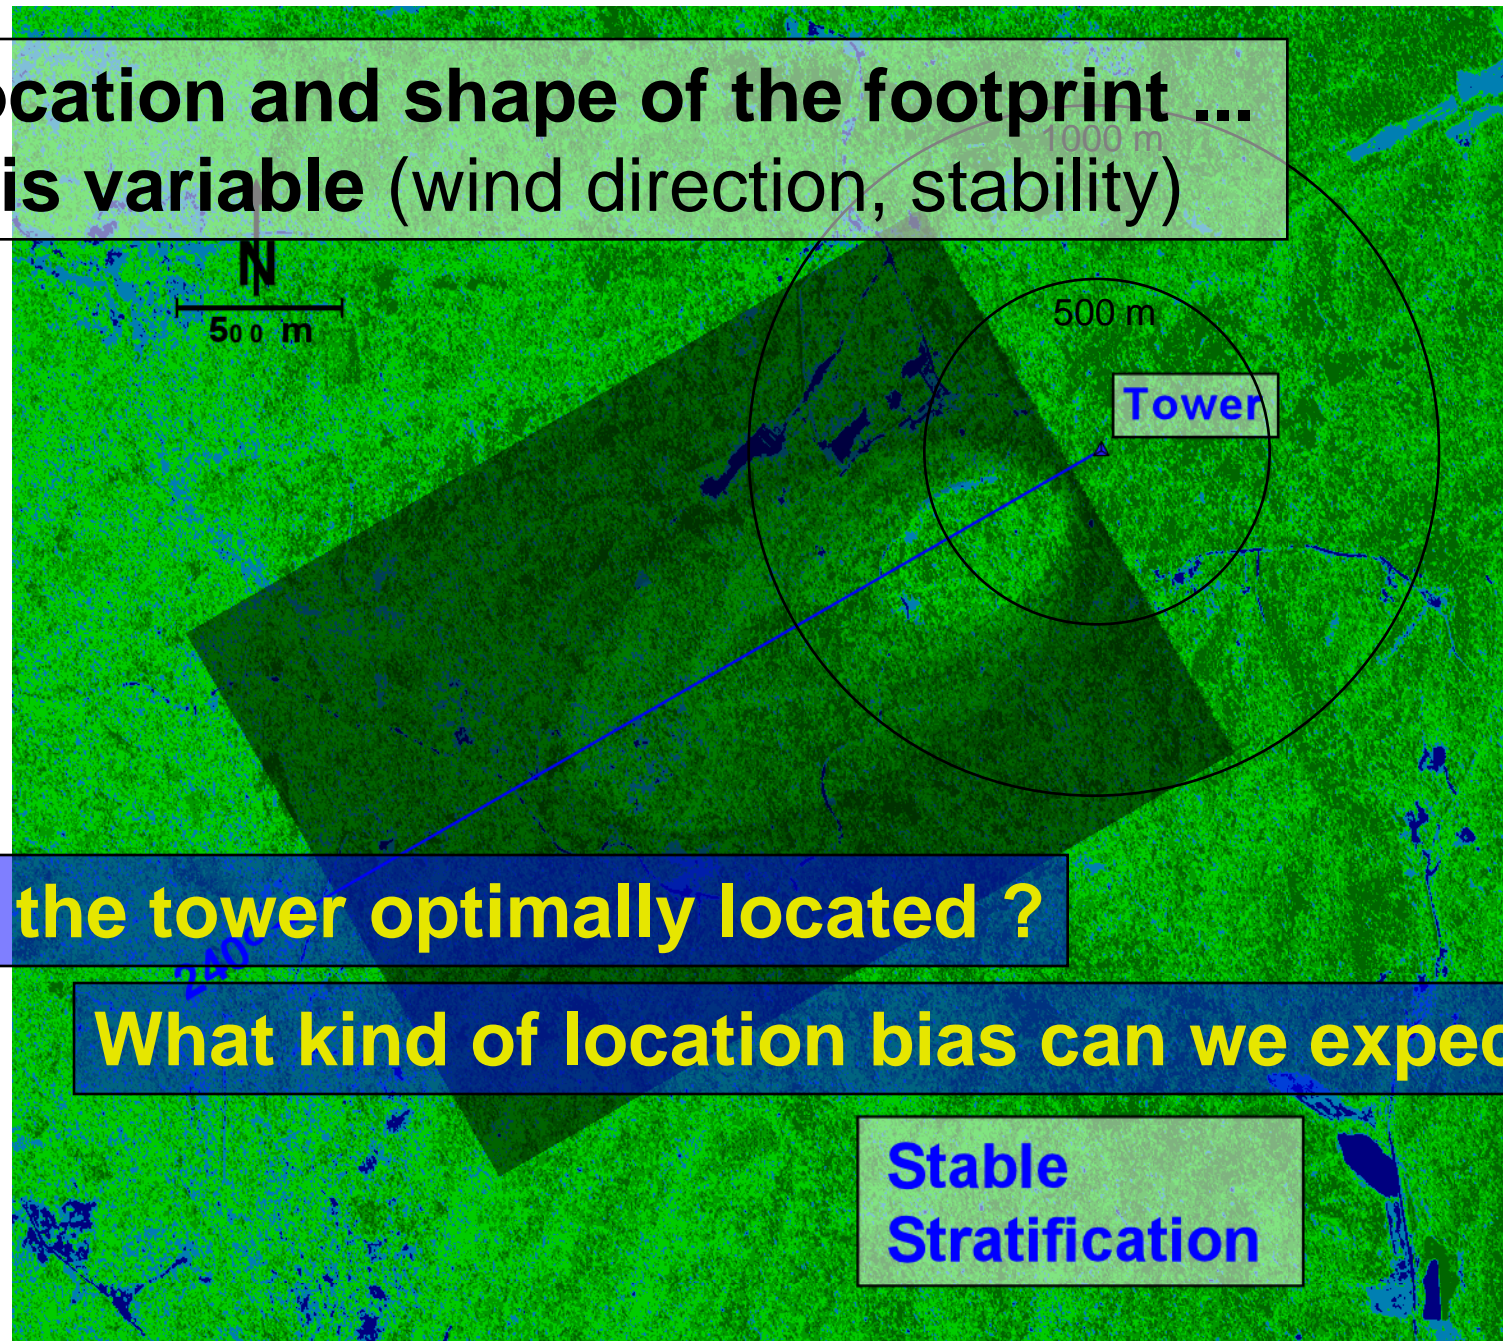 ocation and shape of the footprint ...
is variable (wind direction, stability)
1000 m
N
500 m
500 m
Tower
the tower optimally located ?
240°
What kind of location bias can we expec
Stable
Stratification